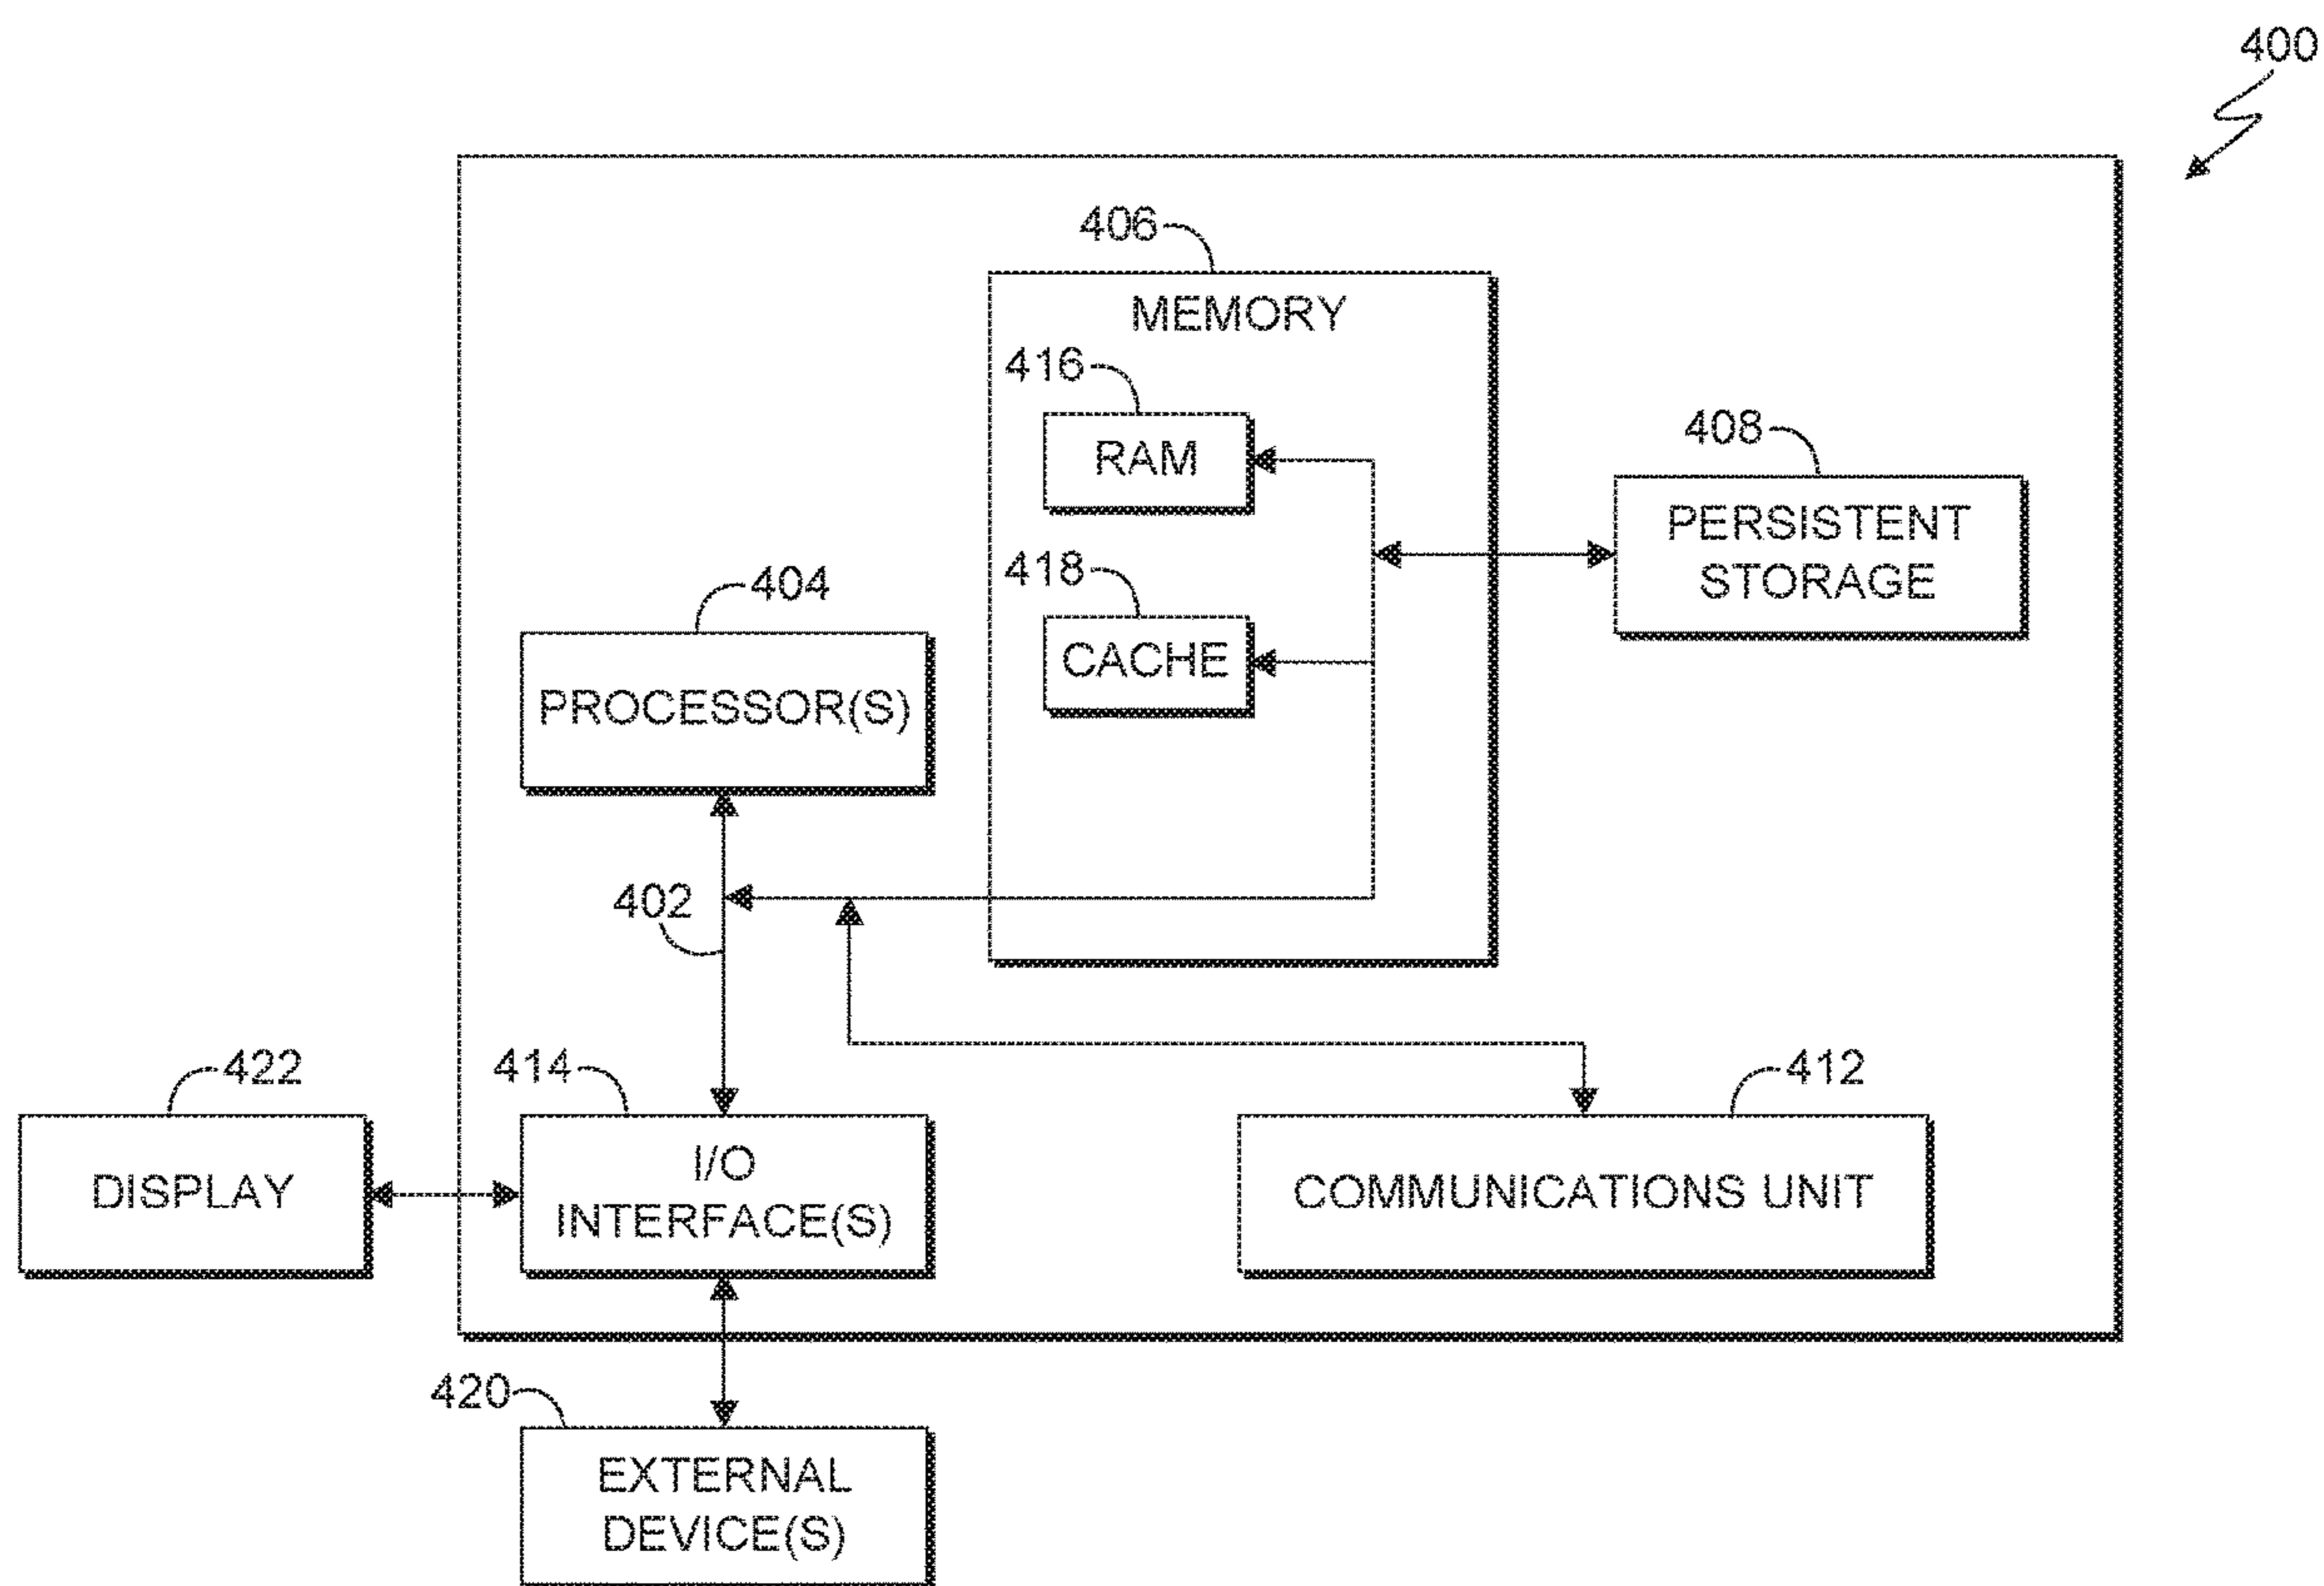 400
406
MEMORY
416
RAM
408
PERSISTENT
STORAGE
418
CACHE
404
PROCESSOR(S)
402
422
DISPLAY
414
I/O
INTERFACE(S)
412
COMMUNICATIONS UNIT
420
EXTERNAL
DEVICE(S)